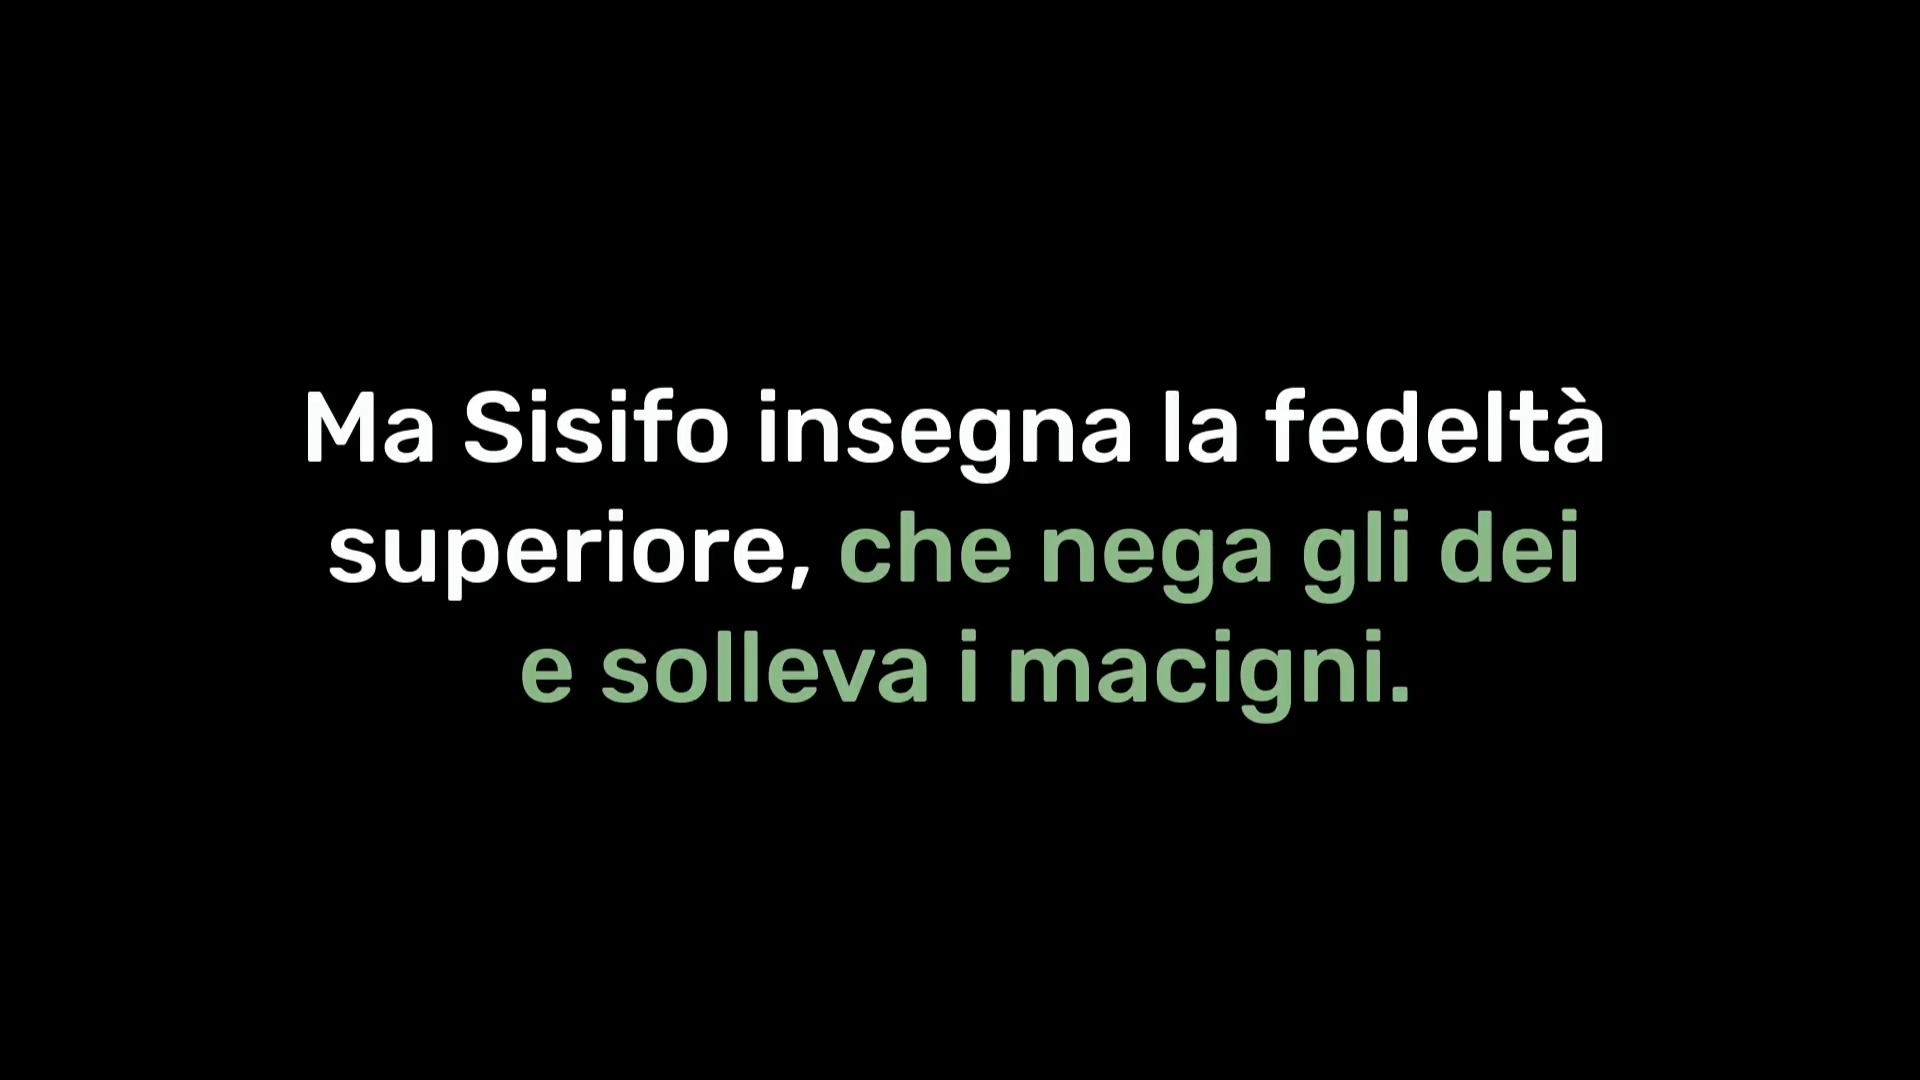 Ma Sisifo insegna la fedeltà
superiore, che nega gli dei
e solleva i macigni.